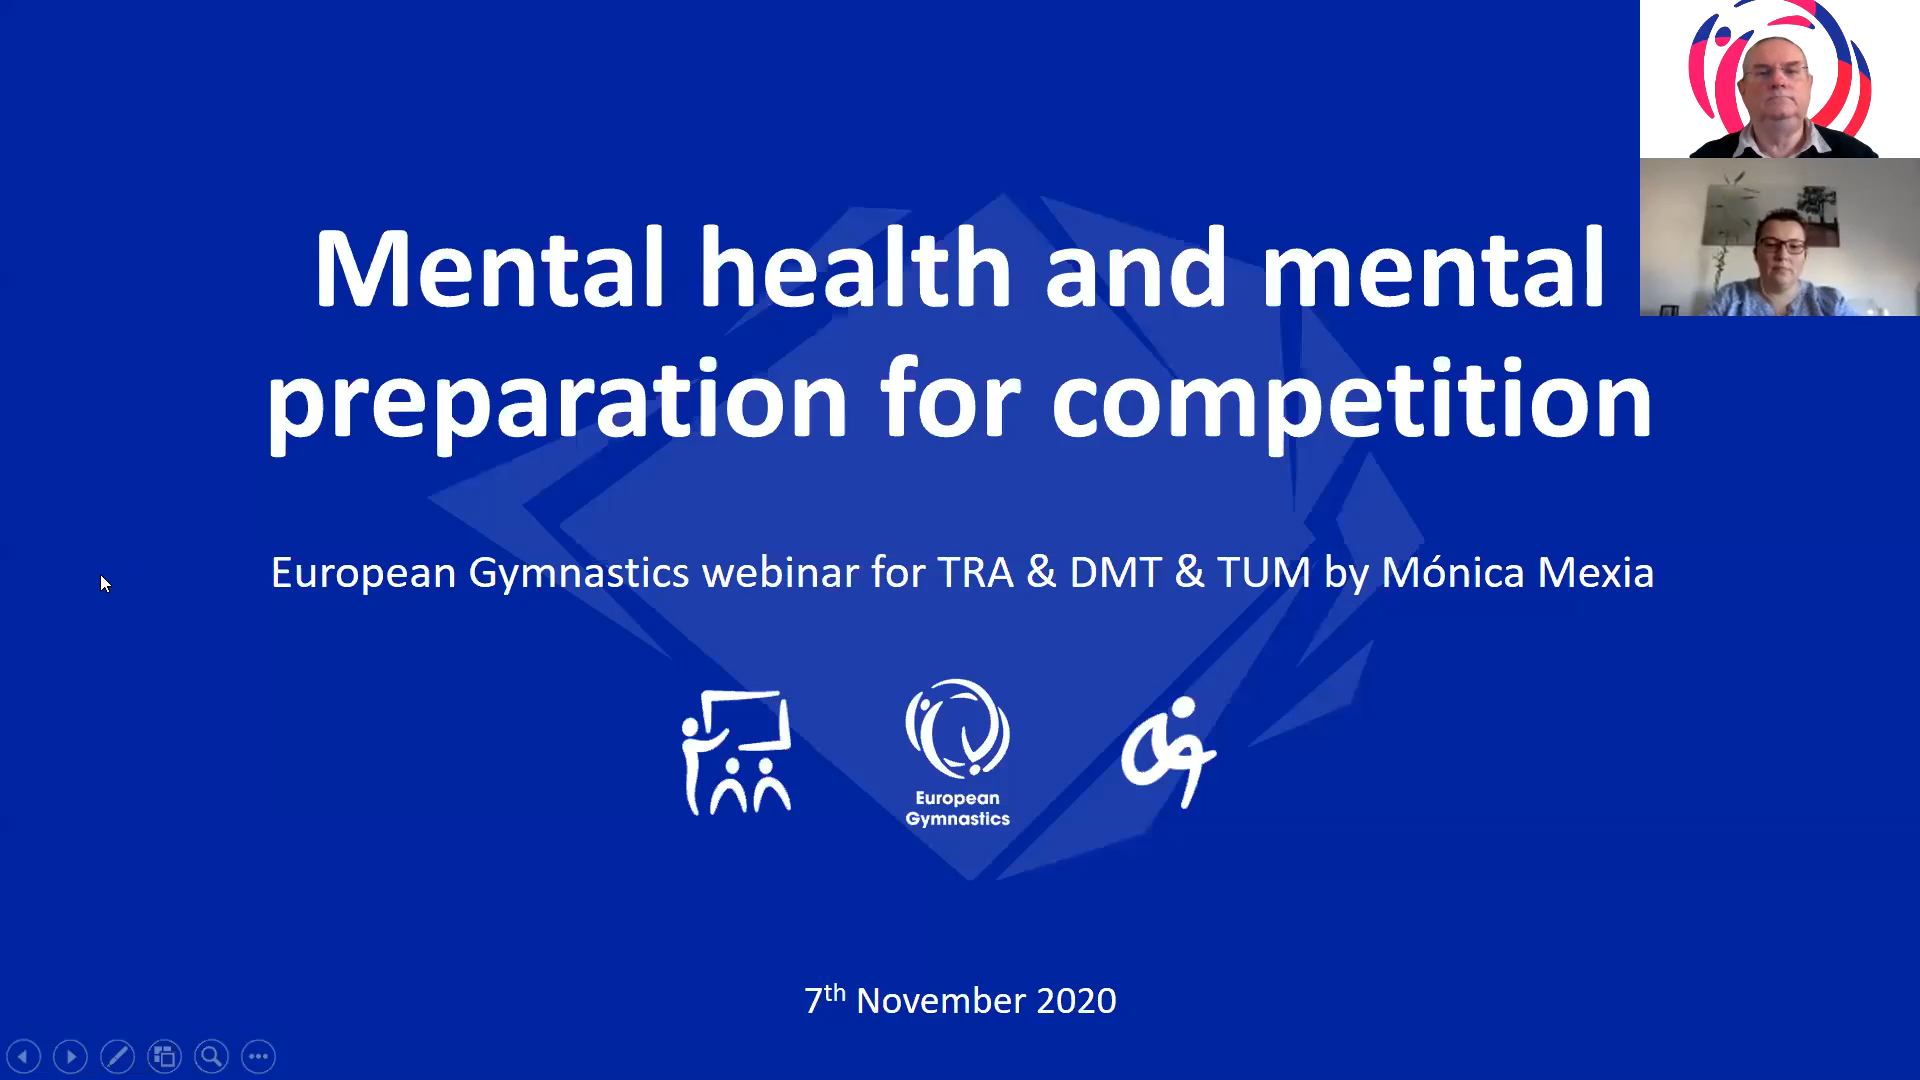 Mental health and mental
preparation for competition
European Gymnastics webinar for TRA & DMT & TUM by Mónica Mexia
European
Gymnastics
7th November 2020